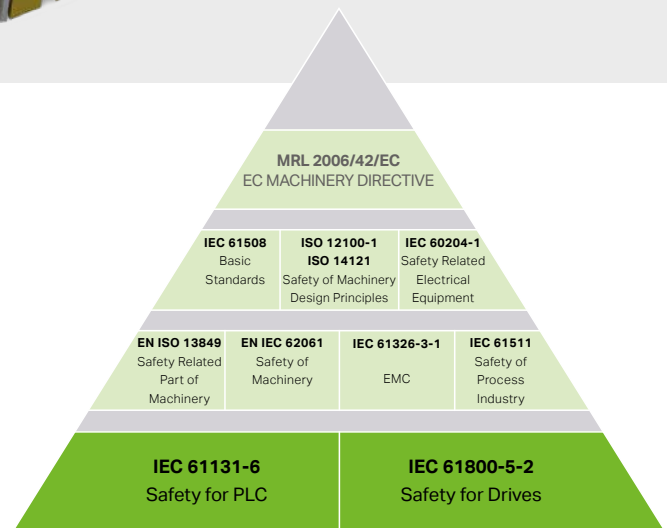 MRL 2006/42/EC
EC MACHINERY DIRECTIVE
IEC 61508
Basic
Standards
ISO 12100-1
ISO 14121
Safety of Machinery
Design Principles
IEC 60204-1
Safety Related
Electrical
Equipment
EN ISO 13849
Safety Related
Part of
Machinery
EN IEC 62061
Safety of
Machinery
IEC 61326-3-1
EMC
IEC 61511
Safety of
Process
Industry
IEC 61131-6
Safety for PLC
IEC 61800-5-2
Safety for Drives